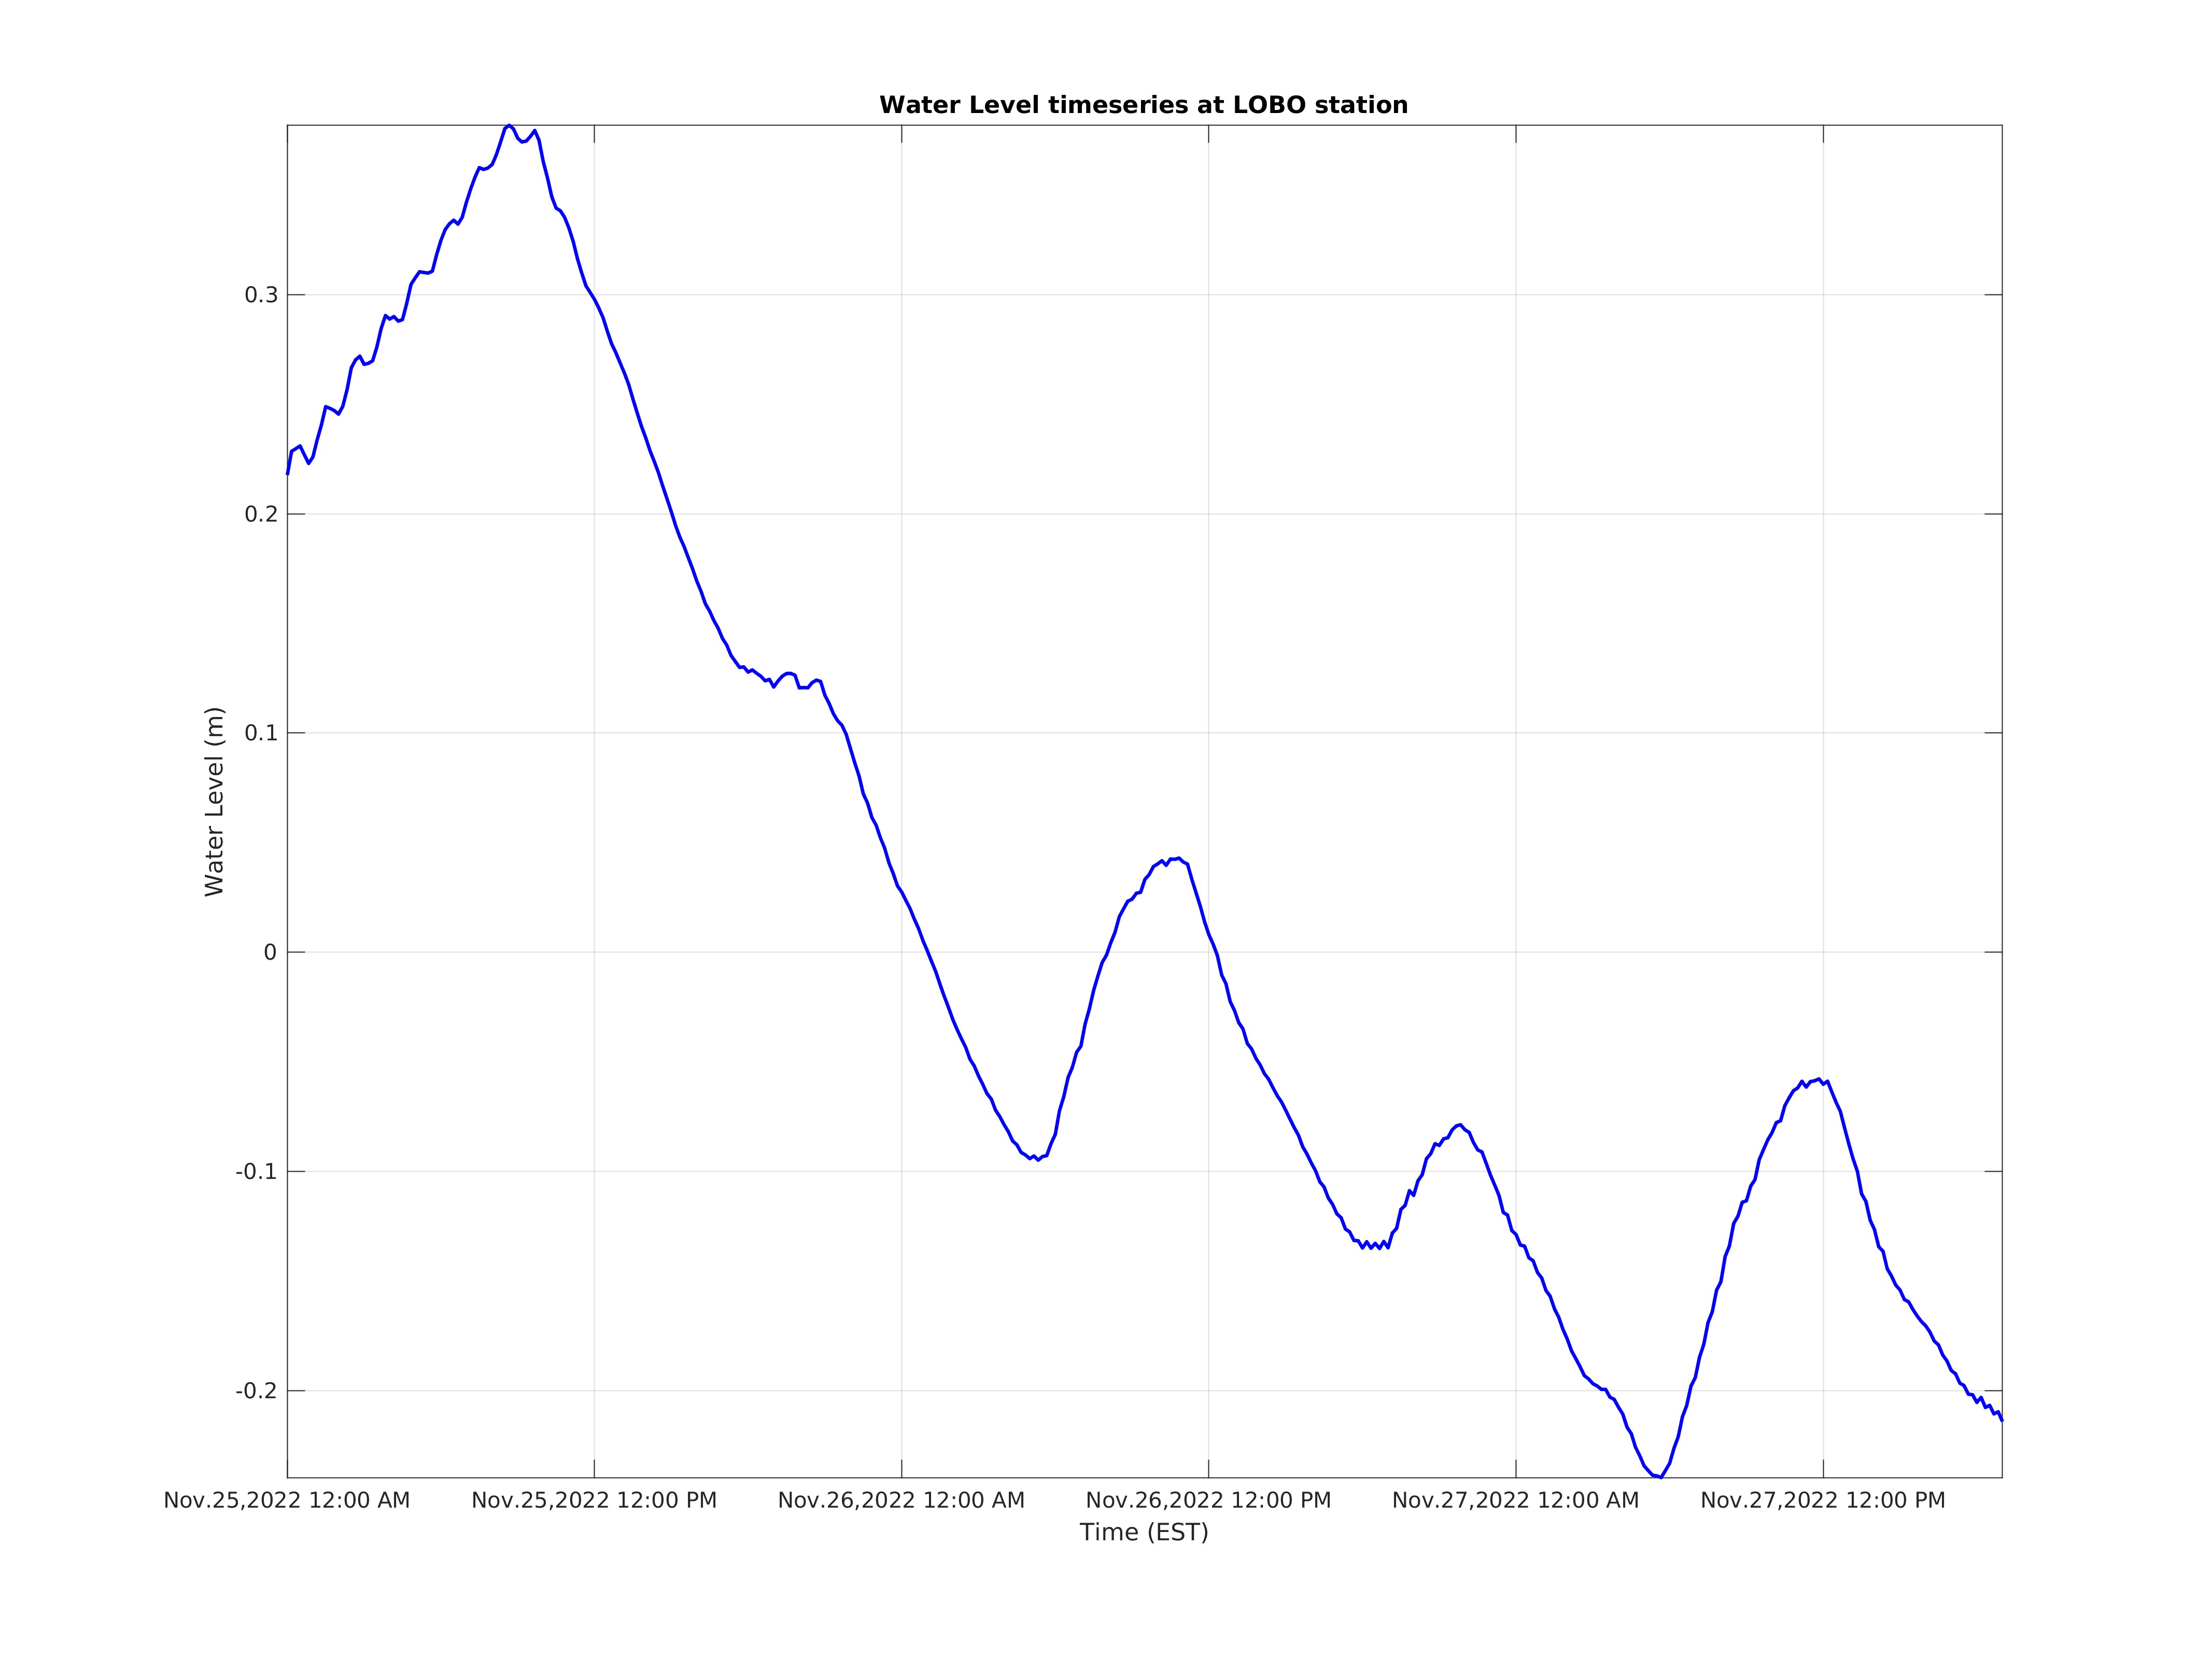 Water Level timeseries at LOBO station
0.3
0.2
0.1
0
-0.1
-0.2
Water Level (m)
Nov.25,2022 12:00 AM Nov.25,2022 12:00 PM Nov.26,2022 12:00 AM Nov.26,2022 12:00 PM Nov.27,2022 12:00 AM Nov.27,2022 12:00 PM
Time (EST)